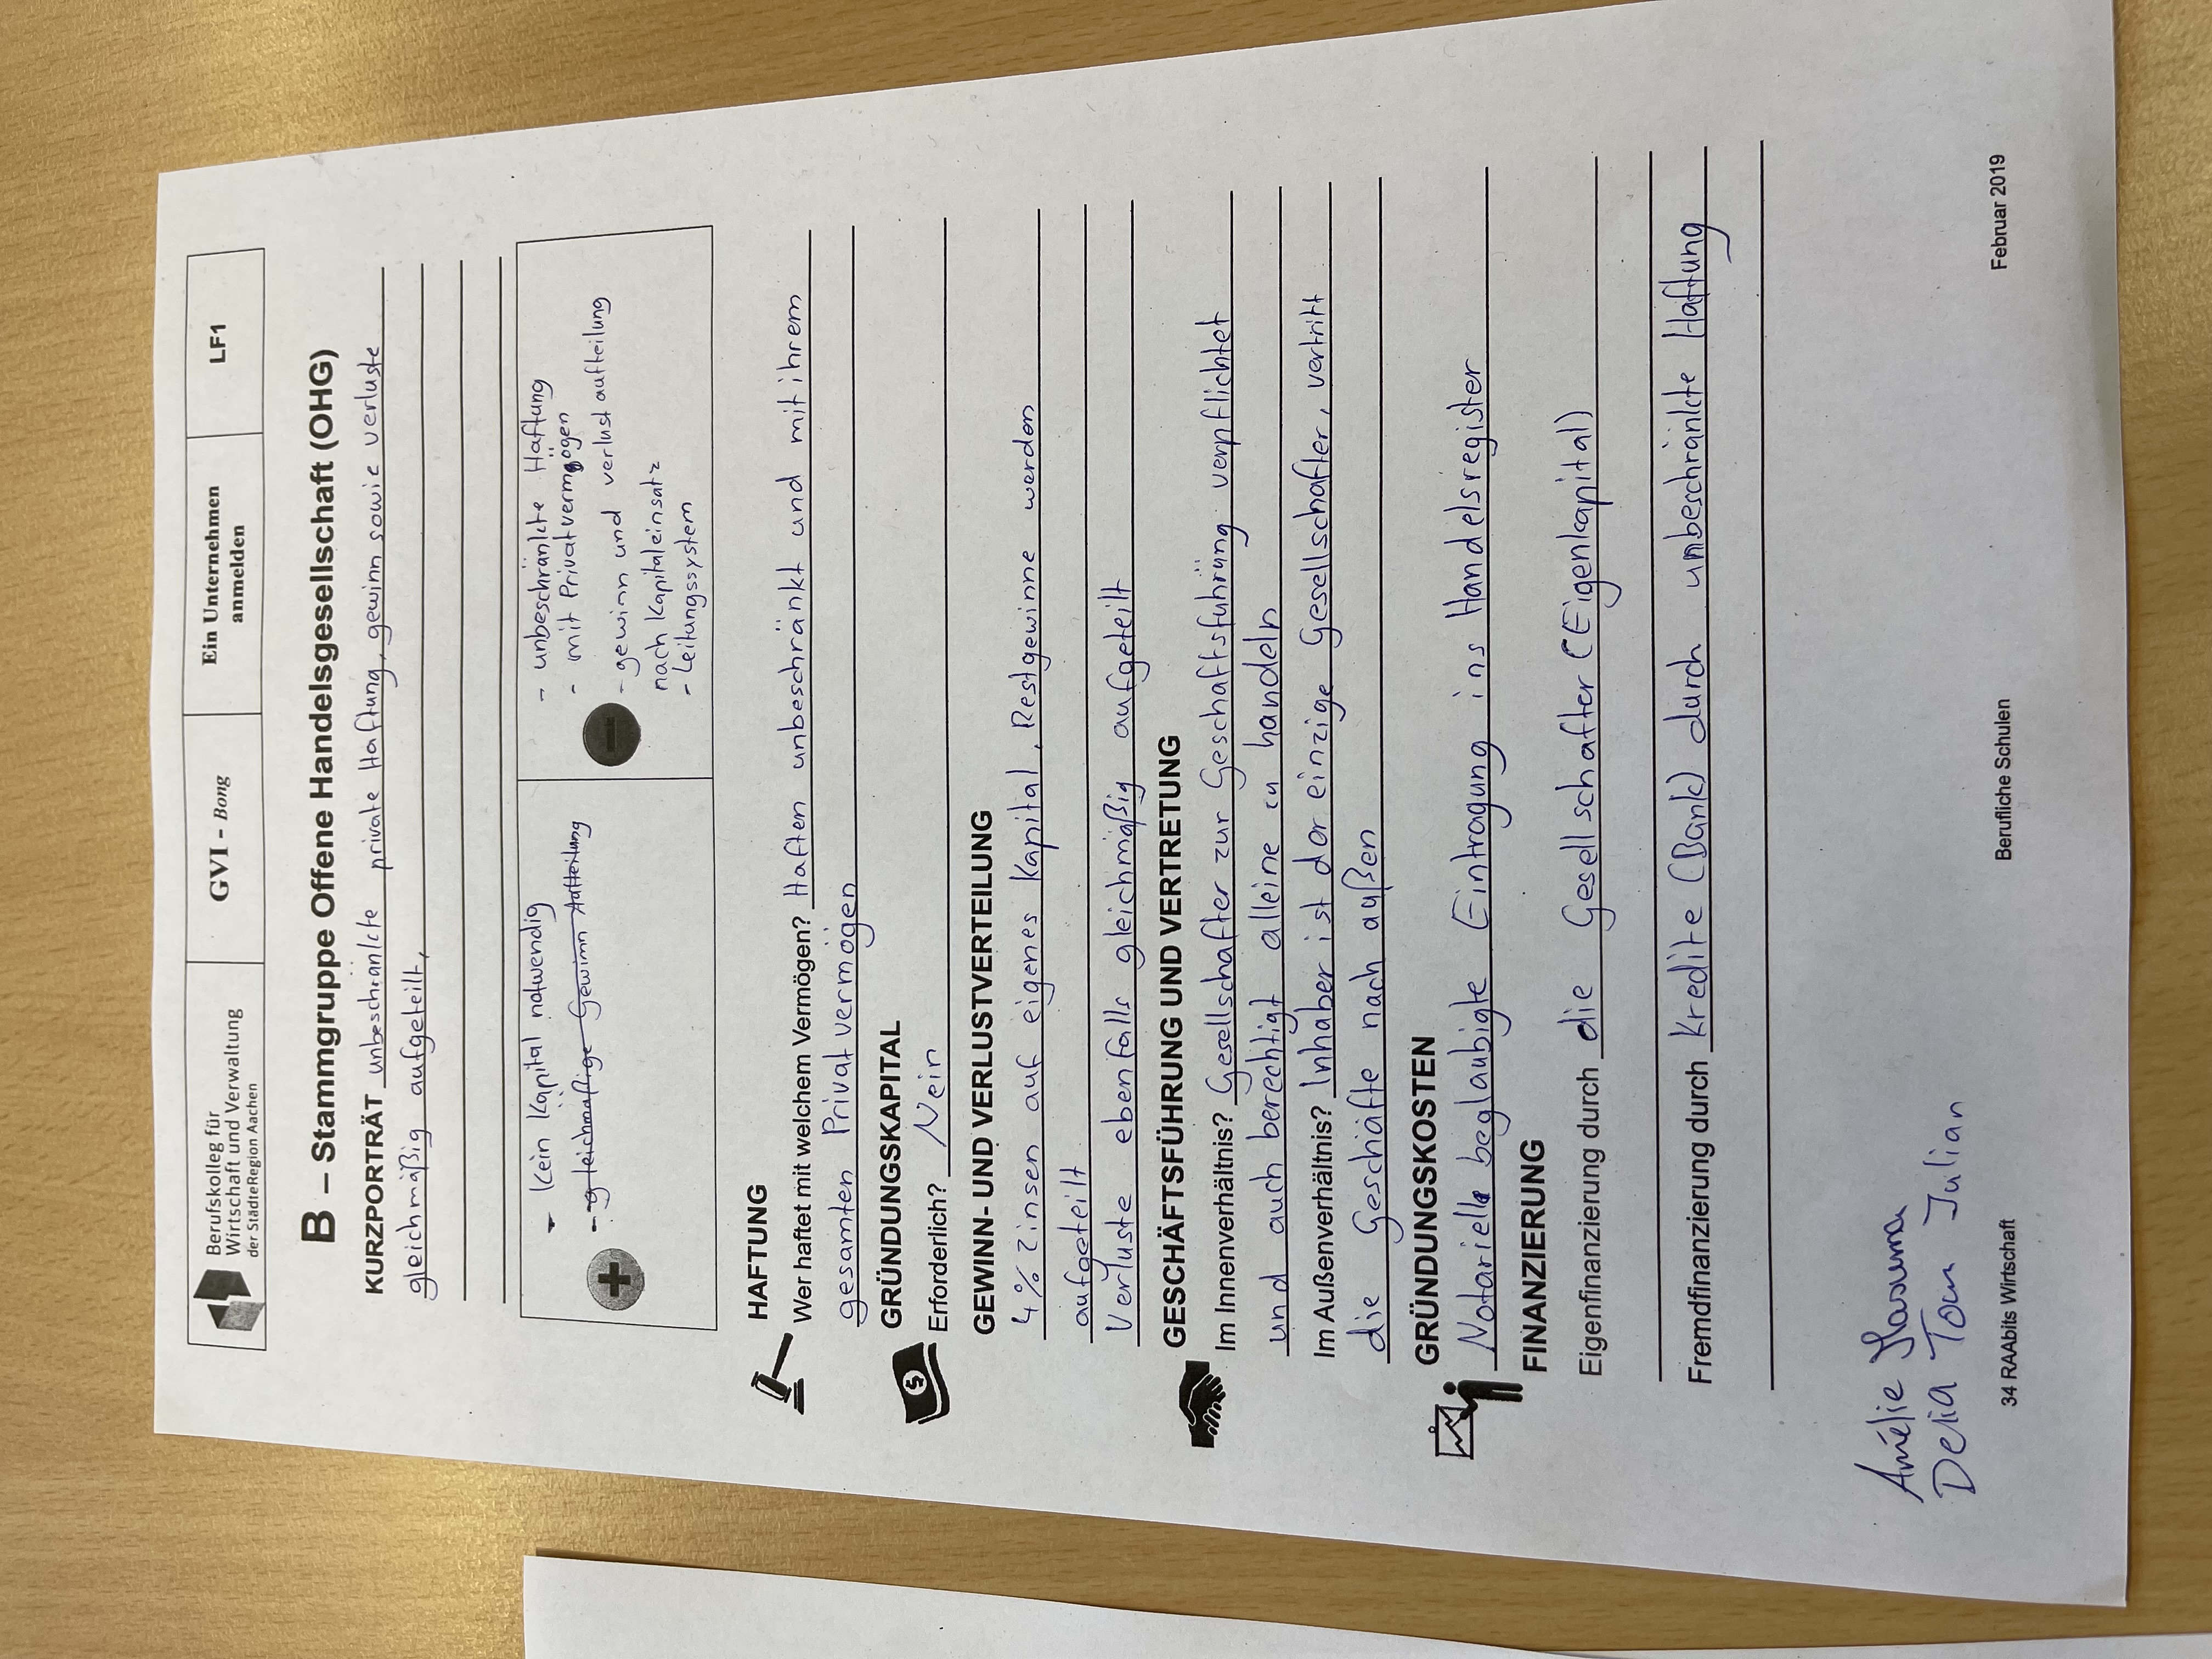 Berufskolleg für
Wirtschaft und Verwaltung
der StädteRegion Aachen
GVI - Bong
Ein Unternehmen
anmelden
LF1
B – Stammgruppe Offene Handelsgesellschaft (OHG)
KURZPORTRÄT unbeschränkte private Haftung, gewinn sowie verluste
gleichmäßig aufgeteilt,
- Kein Kapital notwendig
- gleichmäßige Gewinn Aufteilung
- unbeschränkte Haftung
- mit Privatvermögen
- gewinn und verlust aufteilung
nach Kapitaleinsatz
- Leitungssystem
HAFTUNG
Wer haftet mit welchem Vermögen? Haften unbeschränkt und mit ihrem
gesamten Privat vermögen
GRÜNDUNGSKAPITAL
Erforderlich? Nein
GEWINN- UND VERLUSTVERTEILUNG
4% Zinsen auf eigenes Kapital, Restgewinne werden
aufgeteilt
Verluste ebenfalls gleichmäßig aufgeteilt
GESCHÄFTSFÜHRUNG UND VERTRETUNG
Im Innenverhältnis? Gesellschafter zur Geschäftsführung verpflichtet
und auch berechtigt alleine zu handeln
Im Außenverhältnis? Inhaber ist der einzige Gesellschafter, vertritt
die Geschäfte nach außen
GRÜNDUNGSKOSTEN
Notariell beglaubigte Eintragung ins Handelsregister
FINANZIERUNG
Eigenfinanzierung durch die Gesellschafter (Eigenkapital)
Fremdfinanzierung durch Kredite (Bank) durch unbeschränkte Haftung
Amélie Masuma
Delia Tom Julian
34 RAAbits Wirtschaft
Berufliche Schulen
Februar 2019